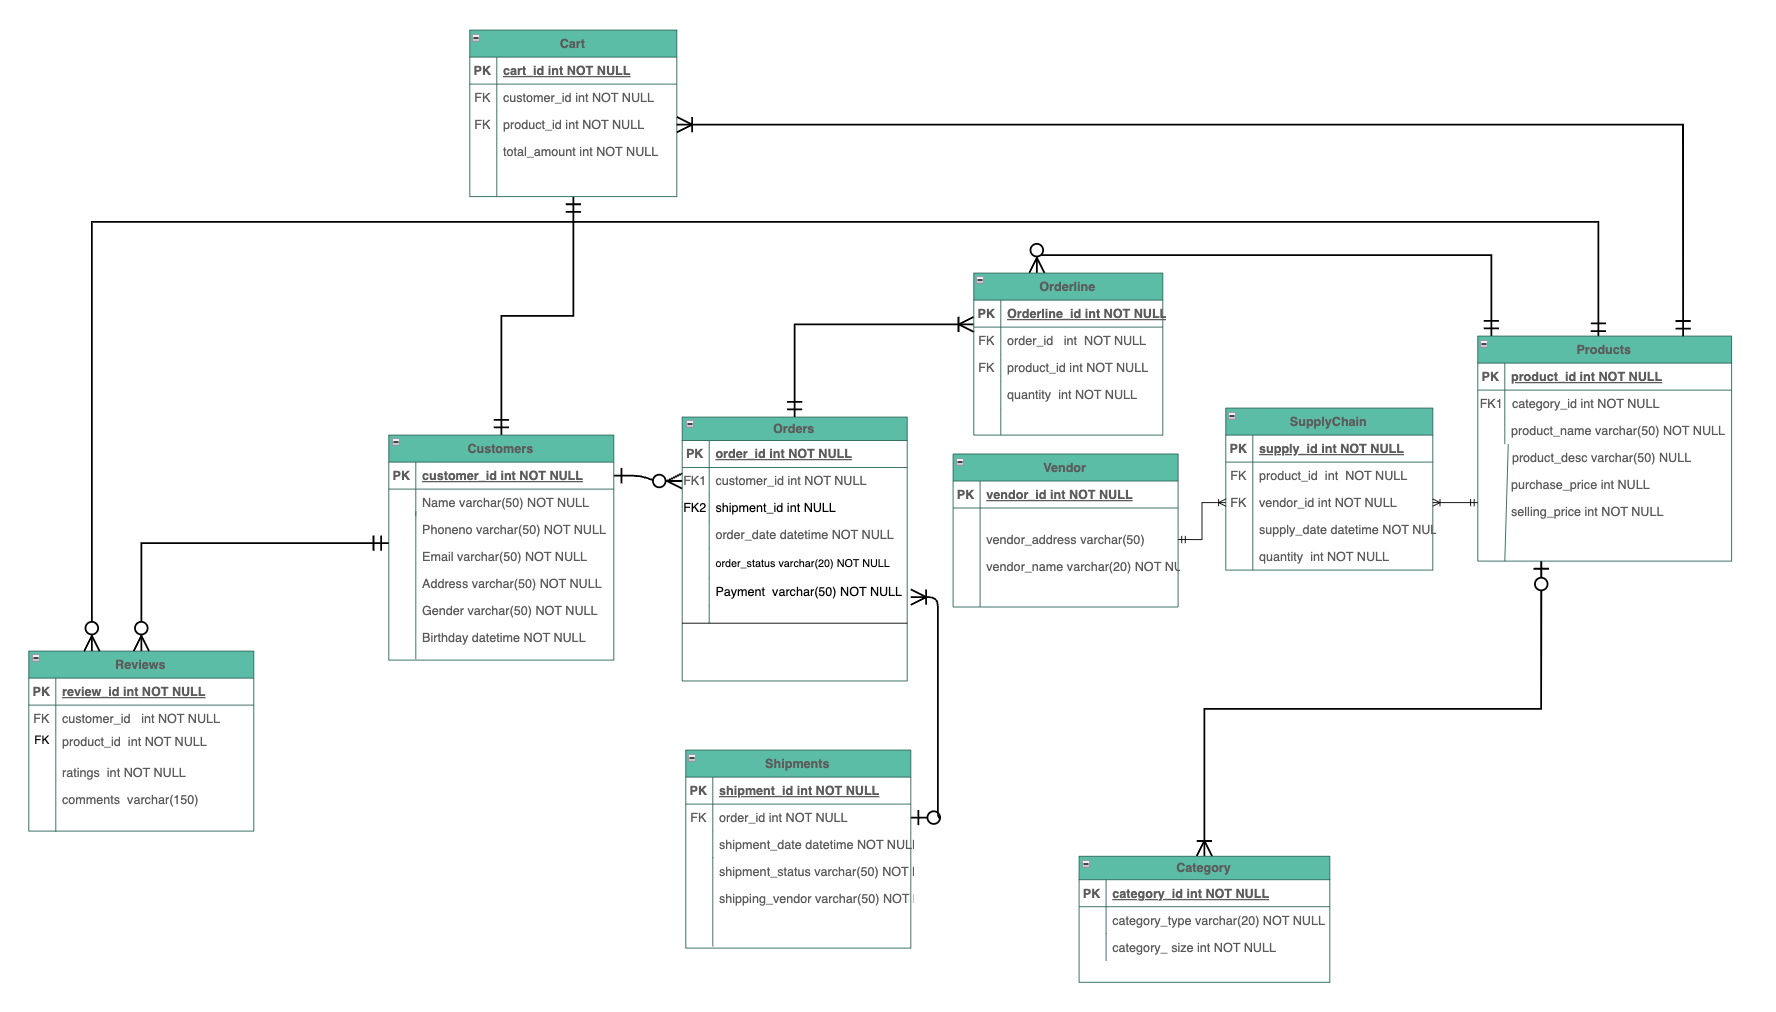 Cart
PK cart_id int NOT NULL
FK customer_id int NOT NULL
FK product_id int NOT NULL
total_amount int NOT NULL
Orderline
PK Orderline_id int NOT NULL
FK order_id int NOT NULL
FK product_id int NOT NULL
quantity int NOT NULL
Products
PK product_id int NOT NULL
FK1 category_id int NOT NULL
product_name varchar(50) NOT NULL
product_desc varchar(50) NULL
purchase_price int NULL
selling_price int NOT NULL
SupplyChain
PK supply_id int NOT NULL
FK product_id int NOT NULL
FK vendor_id int NOT NULL
supply_date datetime NOT NUL
quantity int NOT NULL
Vendor
PK vendor_id int NOT NULL
vendor_address varchar(50)
vendor_name varchar(20) NOT NU
Orders
PK order_id int NOT NULL
FK1 customer_id int NOT NULL
FK2 shipment_id int NULL
order_date datetime NOT NULL
order_status varchar(20) NOT NULL
Payment varchar(50) NOT NULL
Customers
PK customer_id int NOT NULL
Name varchar(50) NOT NULL
Phoneno varchar(50) NOT NULL
Email varchar(50) NOT NULL
Address varchar(50) NOT NULL
Gender varchar(50) NOT NULL
Birthday datetime NOT NULL
Reviews
PK review_id int NOT NULL
FK customer_id int NOT NULL
FK product_id int NOT NULL
ratings int NOT NULL
comments varchar(150)
Shipments
PK shipment_id int NOT NULL
FK order_id int NOT NULL
shipment_date datetime NOT NUL
shipment_status varchar(50) NOT
shipping_vendor varchar(50) NOT
Category
PK category_id int NOT NULL
category_type varchar(20) NOT NULL
category_ size int NOT NULL